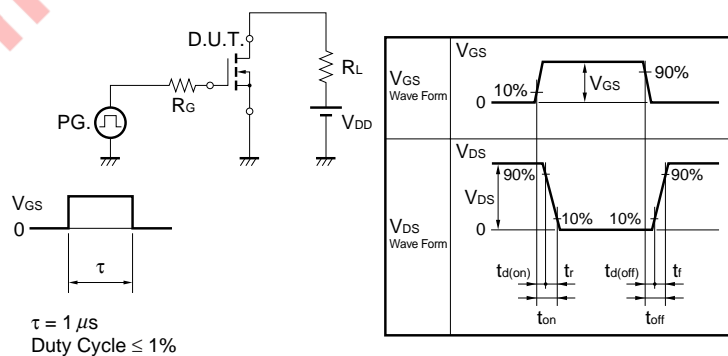 D.U.T.
RL
RG
PG.
VDD
VGS
0
τ
τ = 1 μs
Duty Cycle ≤ 1%
VGS
Wave Form
VGS
10%
VGS
90%
0
VDS
Wave Form
VDS
90%
VDS
90%
10%
10%
0
td(on)
tr
td(off)
tf
ton
toff